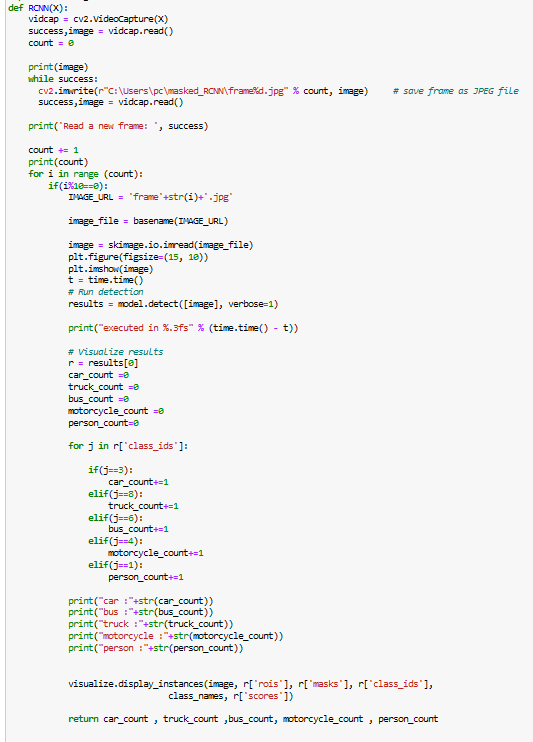 def RCNN(X):
    vidcap = cv2.VideoCapture(X)
    success,image = vidcap.read()
    count = 0

    print(image)
    while success:
      cv2.imwrite(r"C:\Users\pc\masked_RCNN\frame%d.jpg" % count, image)     # save frame as JPEG file
      success,image = vidcap.read()

    print('Read a new frame: ', success)

    count += 1
    print(count)
    for i in range (count):
        if(i%10==0):
            IMAGE_URL = 'frame'+str(i)+'.jpg'

            image_file = basename(IMAGE_URL)

            image = skimage.io.imread(image_file)
            plt.figure(figsize=(15, 10))
            plt.imshow(image)
            t = time.time()
            # Run detection
            results = model.detect([image], verbose=1)

            print("executed in %.3fs" % (time.time() - t))

            # Visualize results
            r = results[0]
            car_count =0
            truck_count =0
            bus_count =0
            motorcycle_count =0
            person_count=0

            for j in r['class_ids']:

                if(j==3):
                    car_count+=1
                elif(j==8):
                    truck_count+=1
                elif(j==6):
                    bus_count+=1
                elif(j==4):
                    motorcycle_count+=1
                elif(j==1):
                    person_count+=1

            print("car :"+str(car_count))
            print("bus :"+str(bus_count))
            print("truck :"+str(truck_count))
            print("motorcycle :"+str(motorcycle_count))
            print("person :"+str(person_count))


            visualize.display_instances(image, r['rois'], r['masks'], r['class_ids'],
                                class_names, r['scores'])

            return car_count , truck_count ,bus_count, motorcycle_count , person_count